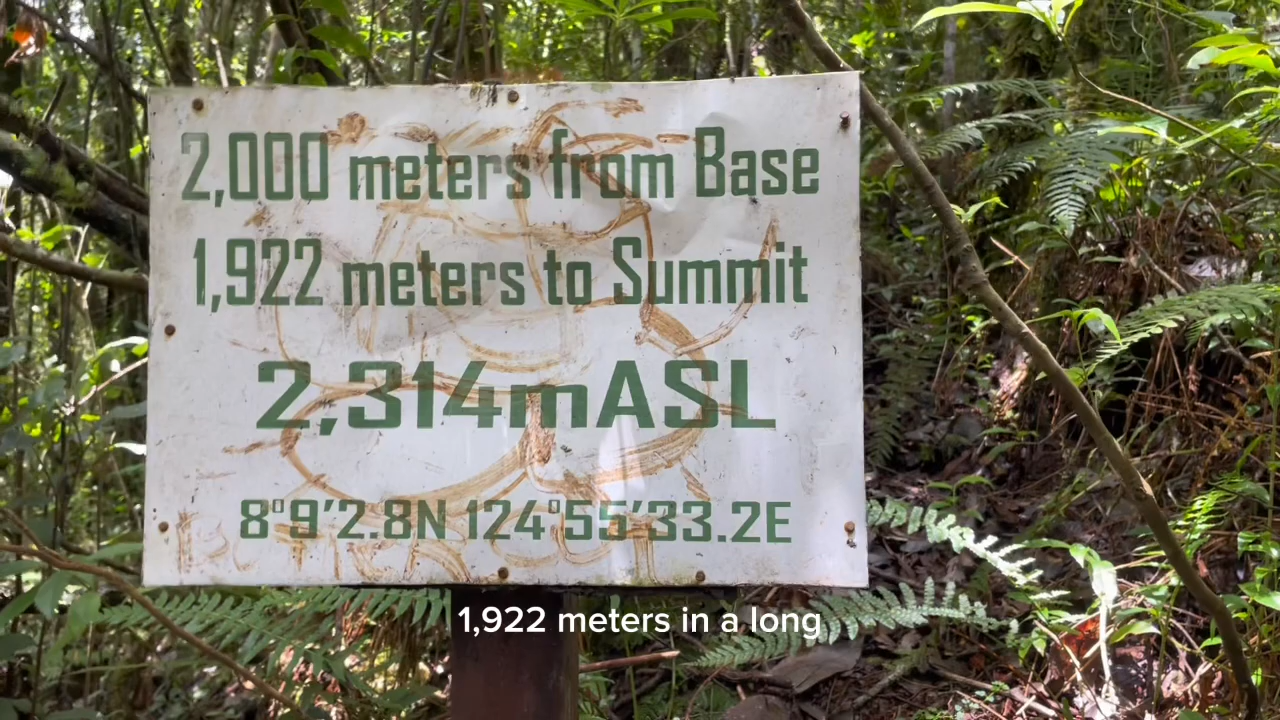 2,000 meters from Base
1,922 meters to Summit
2,314mASL
8°9'2.8N 124°55'33.2E
1,922 meters in a long